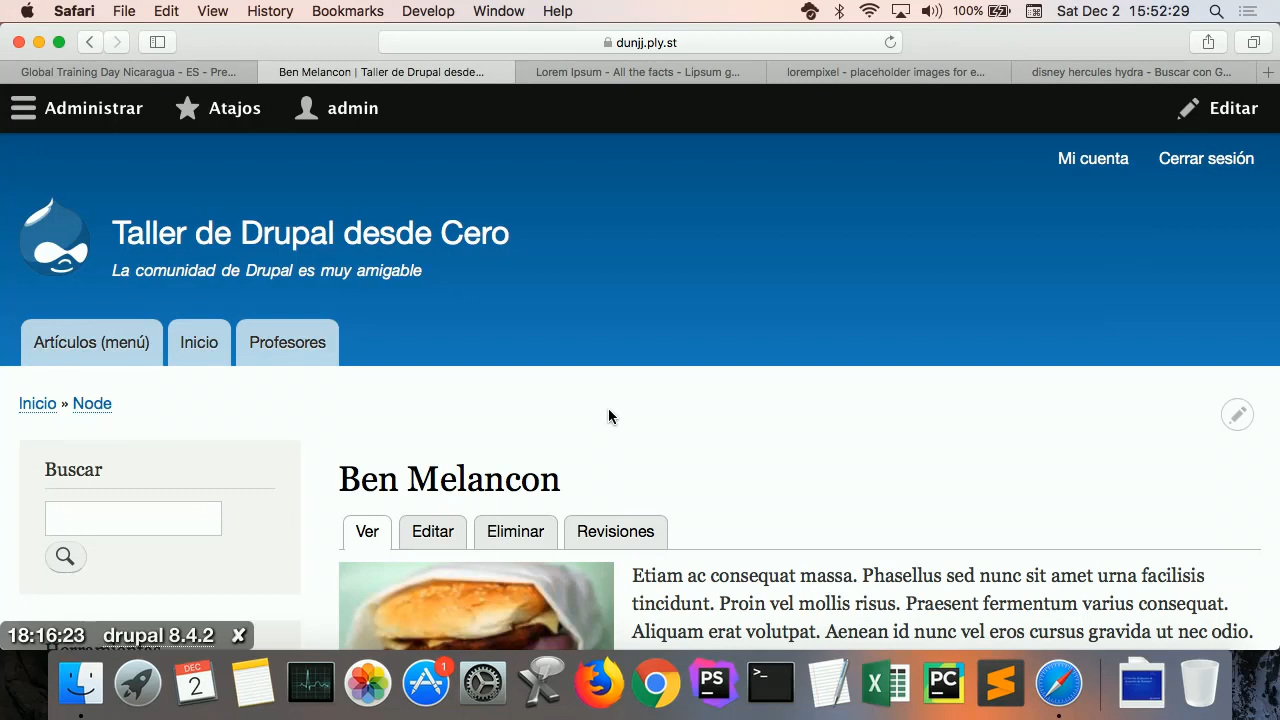 Safari File Edit View History Bookmarks Develop Window Help 100% Sat Dec 2 15:52:29
dunjj.ply.st
Global Training Day Nicaragua - ES - Pre... Ben Melancon | Taller de Drupal desde... Lorem Ipsum - All the facts - Lipsum g... lorempixel - placeholder images for e... disney hercules hydra - Buscar con G...
Administrar Atajos admin Editar
Mi cuenta Cerrar sesión
Taller de Drupal desde Cero
La comunidad de Drupal es muy amigable
Artículos (menú) Inicio Profesores
Inicio » Node
Buscar
Ben Melancon
Ver Editar Eliminar Revisiones
Etiam ac consequat massa. Phasellus sed nunc sit amet urna facilisis
tincidunt. Proin vel mollis risus. Praesent fermentum varius consequat.
Aliquam erat volutpat. Aenean id nunc vel eros cursus gravida ut nec odio.
18:16:23 drupal 8.4.2 ✘
DEC
2
1
PS
PC